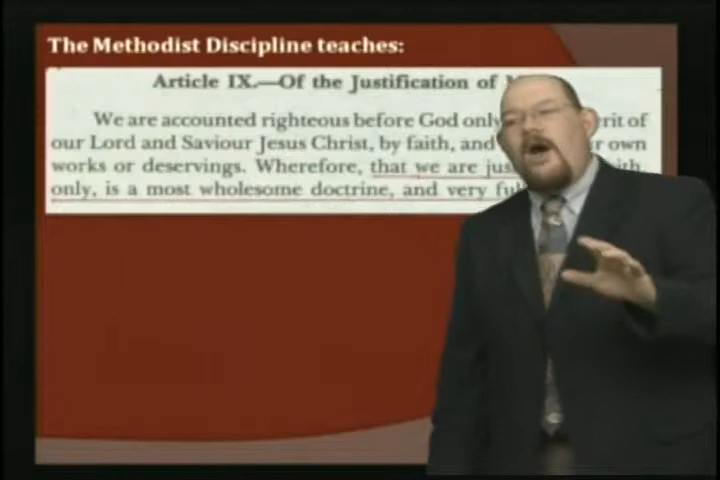 The Methodist Discipline teaches:
Article IX.—Of the Justification of
We are accounted righteous before God only rit of
our Lord and Saviour Jesus Christ, by faith, and r own
works or deservings. Wherefore, that we are jus ith
only, is a most wholesome doctrine, and very ful